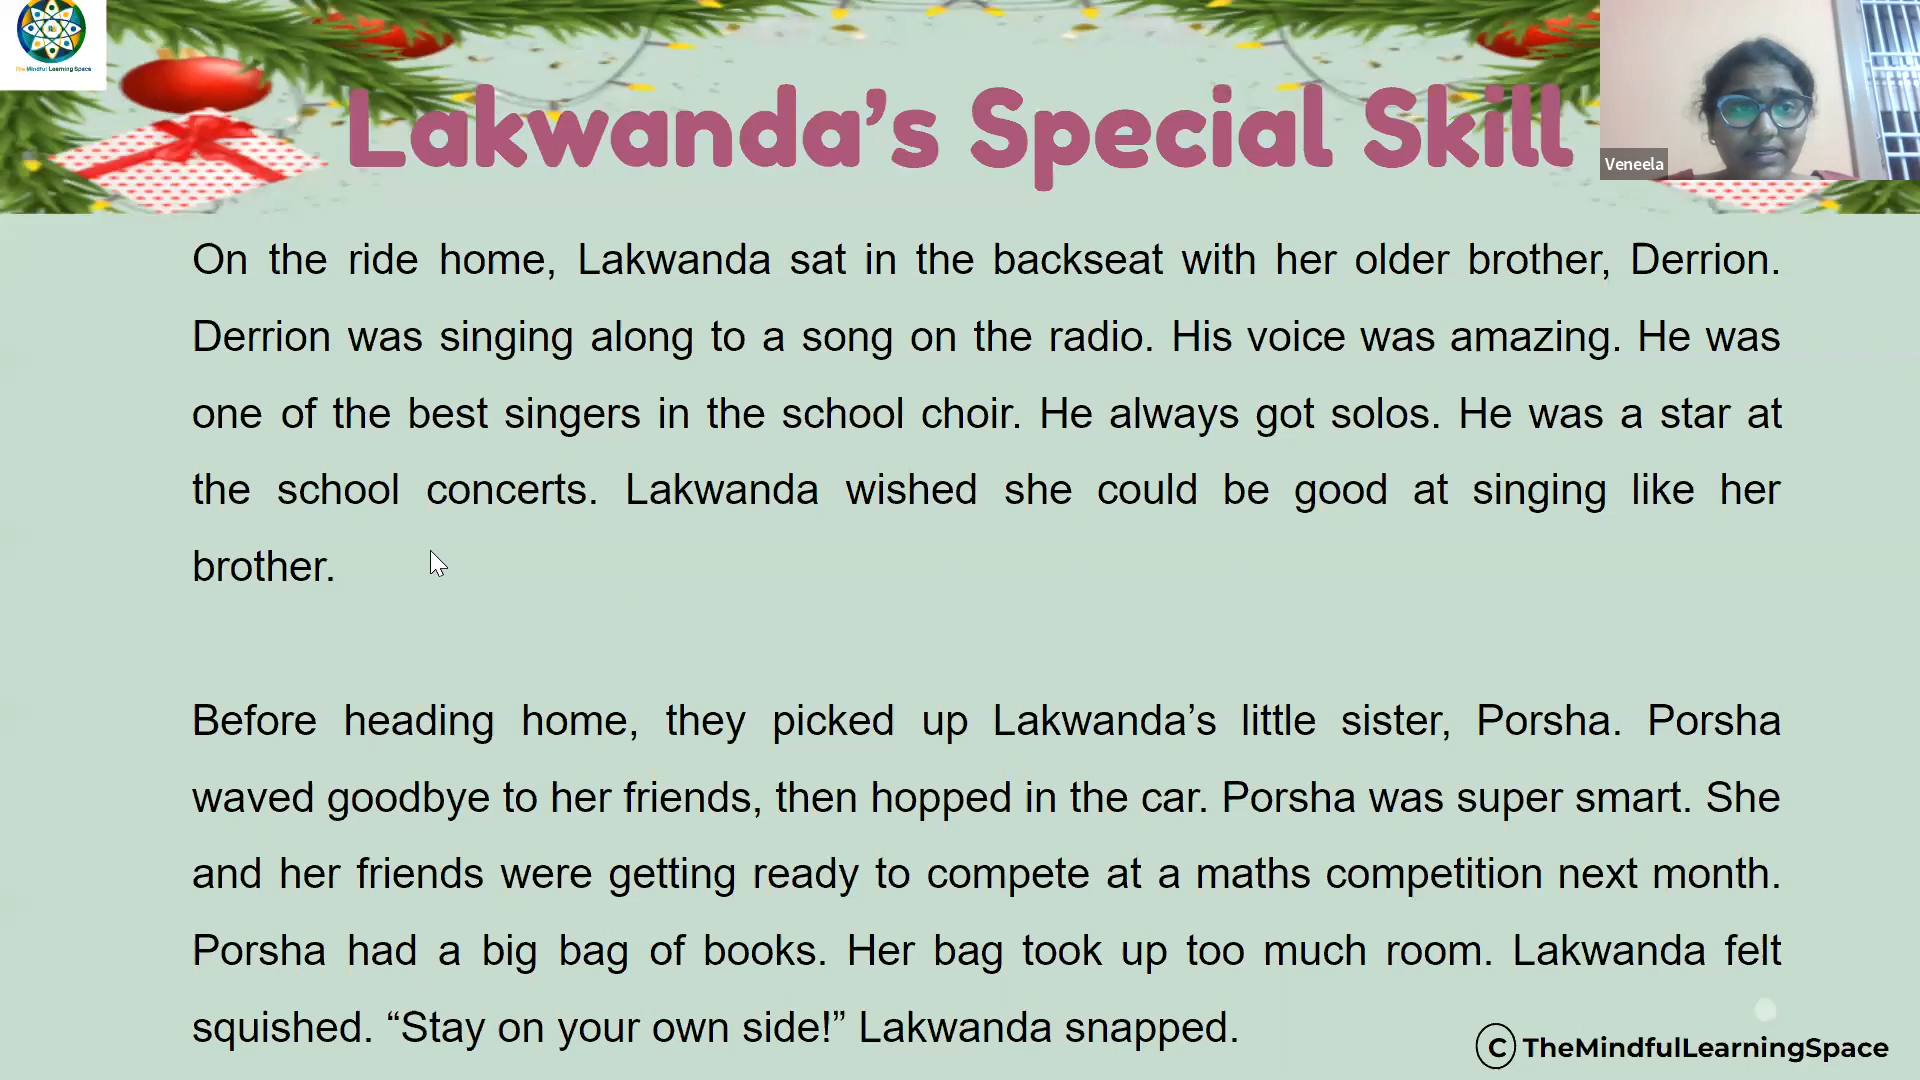 The Mindful Learning Space
Lakwanda’s Special Skill
Veneela
On the ride home, Lakwanda sat in the backseat with her older brother, Derrion.
Derrion was singing along to a song on the radio. His voice was amazing. He was
one of the best singers in the school choir. He always got solos. He was a star at
the school concerts. Lakwanda wished she could be good at singing like her
brother.
Before heading home, they picked up Lakwanda’s little sister, Porsha. Porsha
waved goodbye to her friends, then hopped in the car. Porsha was super smart. She
and her friends were getting ready to compete at a maths competition next month.
Porsha had a big bag of books. Her bag took up too much room. Lakwanda felt
squished. “Stay on your own side!” Lakwanda snapped.
© TheMindfulLearningSpace